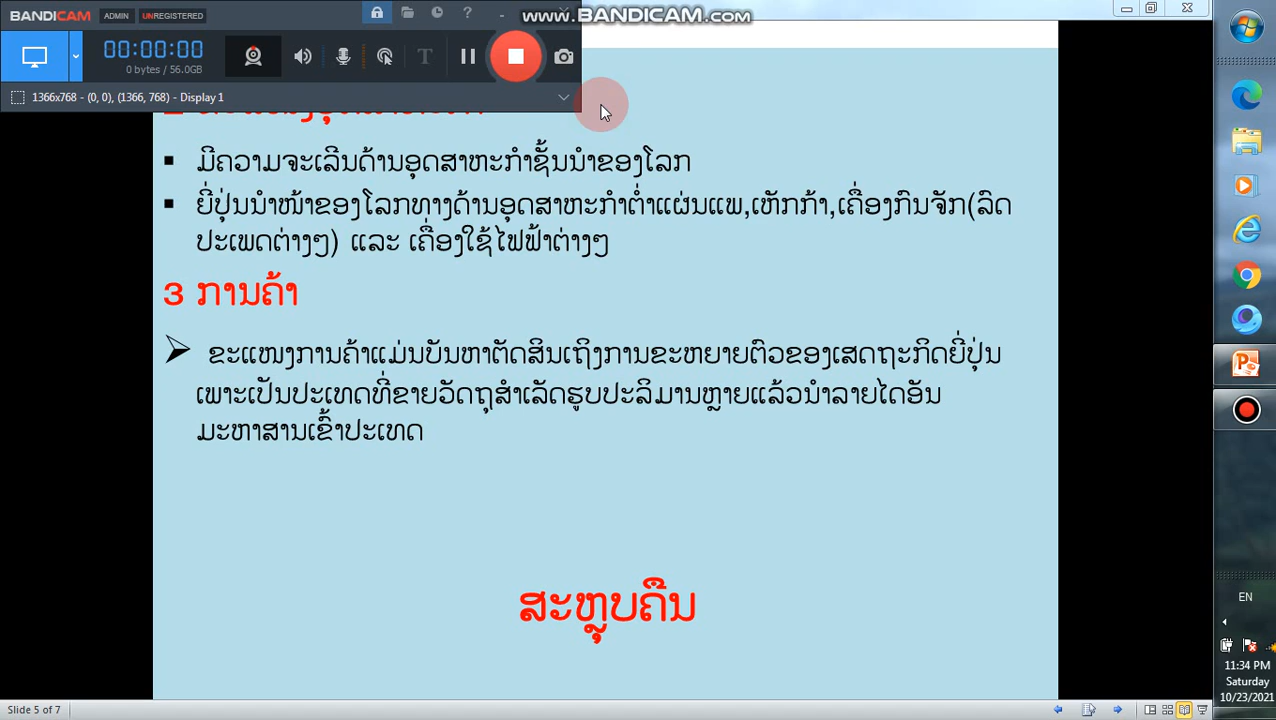 BANDICAM ADMIN UNREGISTERED ?
www.BANDICAM.com
00:00:00
0 bytes / 56.0GB
T
1366x768 - (0, 0), (1366, 768) - Display 1
ມີຄວາມຈະເລີນດ້ານອຸດສາຫະກຳຊັ້ນນຳຂອງໂລກ
ຍີ່ປຸ່ນນຳໜ້າຂອງໂລກທາງດ້ານອຸດສາຫະກຳຕ່ຳແຜ່ນແພ,ເຫັກກ້າ,ເຄື່ອງກົນຈັກ(ລົດ
ປະເພດຕ່າງໆ) ແລະ ເຄື່ອງໃຊ້ໄຟຟ້າຕ່າງໆ
3 ການຄ້າ
ຂະແໜງການຄ້າແມ່ນບັນຫາຕັດສິນເຖິງການຂະຫຍາຍຕົວຂອງເສດຖະກິດຍີ່ປຸ່ນ
ເພາະເປັນປະເທດທີ່ຂາຍວັດຖຸສຳເລັດຮູບປະລິມານຫຼາຍແລ້ວນຳລາຍໄດອັນ
ມະຫາສານເຂົ້າປະເທດ
ສະຫຼຸບຄືນ
EN
11:34 PM
Saturday
10/23/2021
Slide 5 of 7